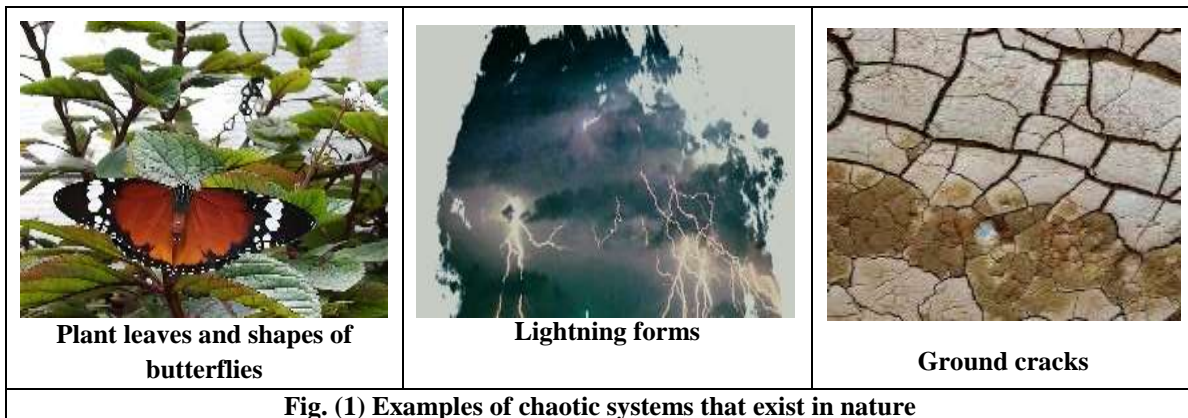 Plant leaves and shapes of
butterflies
Lightning forms
Ground cracks
Fig. (1) Examples of chaotic systems that exist in nature